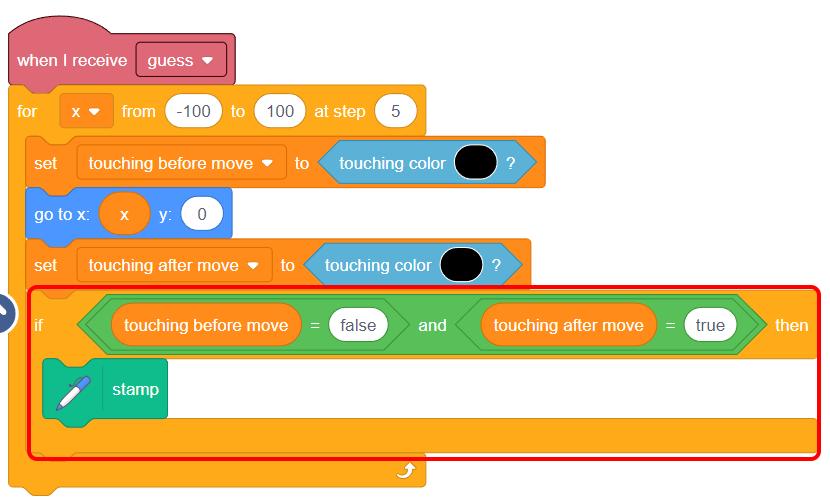 when I receive guess
for x from -100 to 100 at step 5
set touching before move to touching color ?
go to x: x y: 0
set touching after move to touching color ?
if touching before move = false and touching after move = true then
stamp